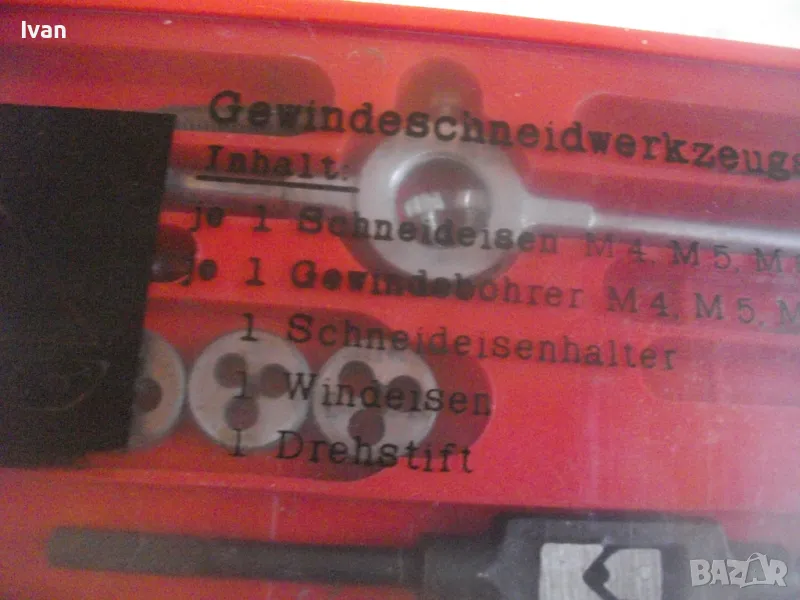 Ivan
Gewindeschneidwerkzeugs
Inhalt:
je 1 Schneideisen M 4, M 5, M
je 1 Gewindebohrer M 4, M 5, M
1 Schneideisenhalter
1 Windeisen
1 Drehstift
BAZAR